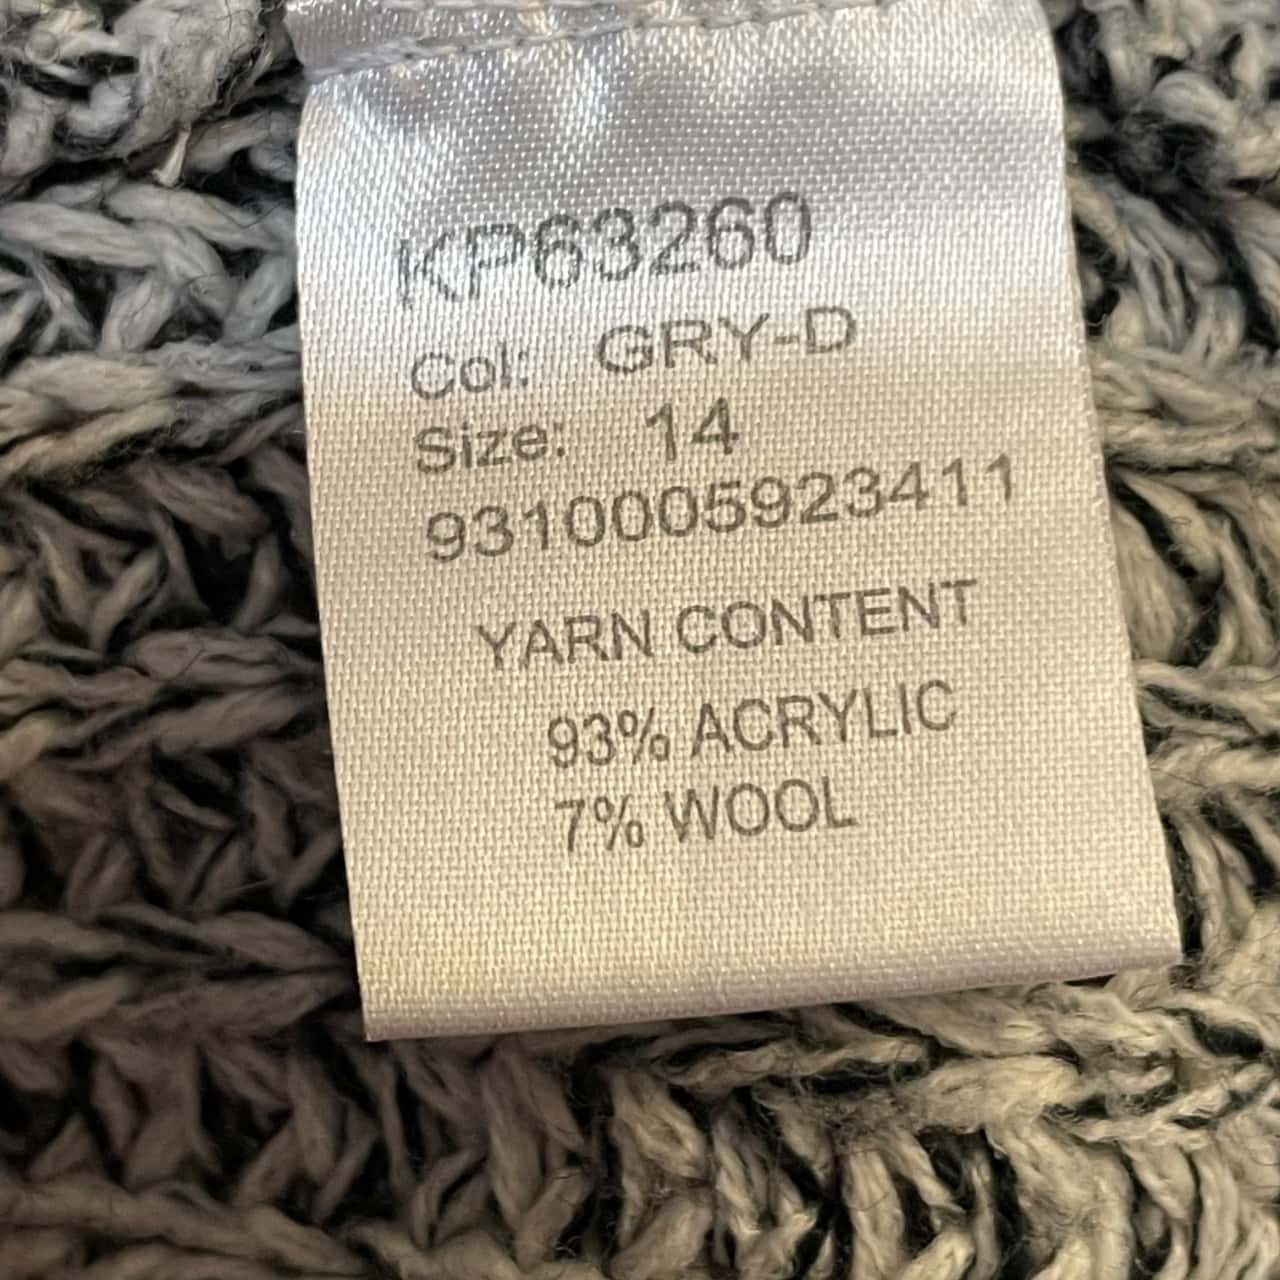 KP63260
Col: GRY-D
Size: 14
9310005923411
YARN CONTENT
93% ACRYLIC
7% WOOL